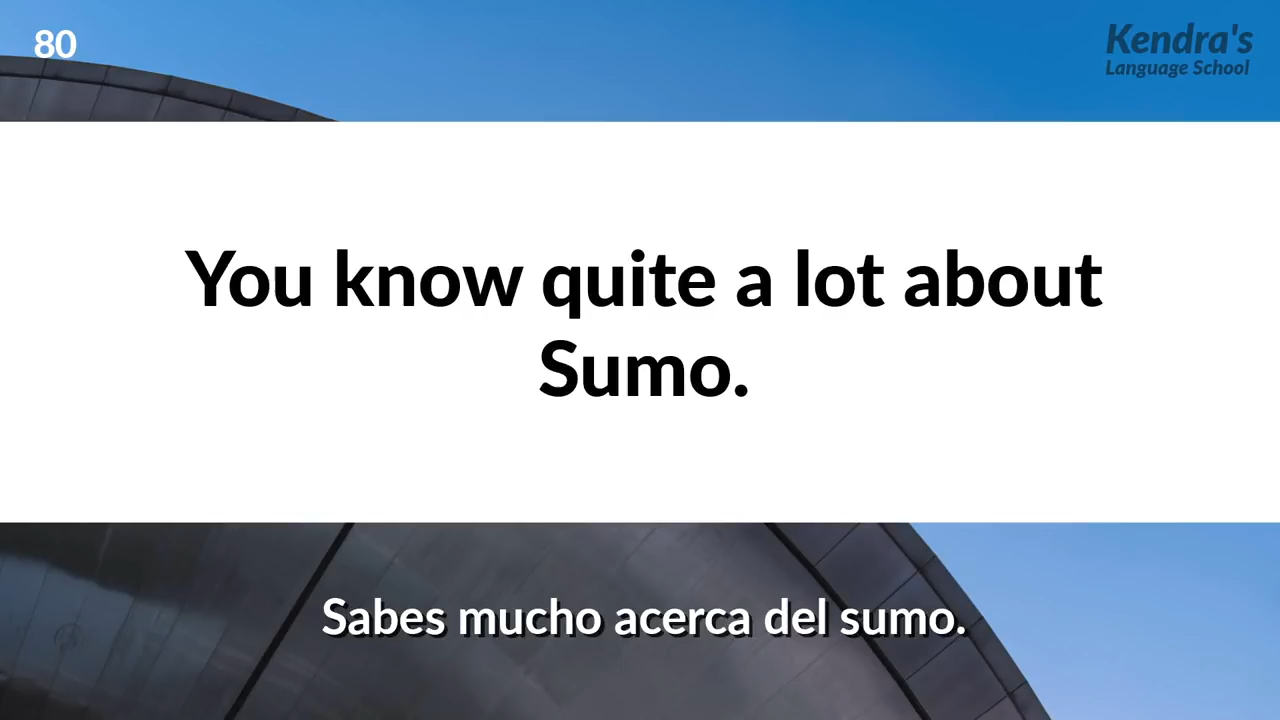 80
Kendra's
Language School
You know quite a lot about
Sumo.
Sabes mucho acerca del sumo.